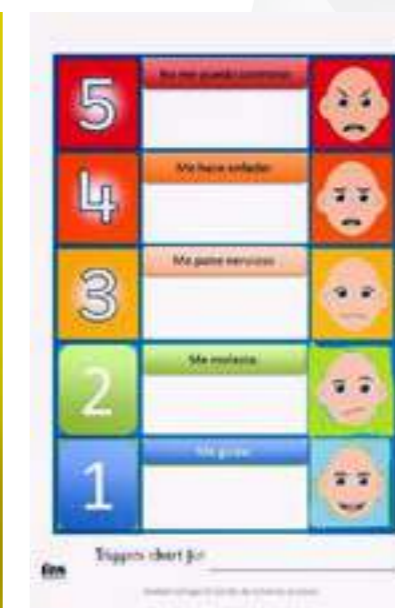 5
No me puedo controlar
4
Me hace enfadar
3
Me pone nervioso
2
Me molesta
1
Me gusta
Triggers chart for